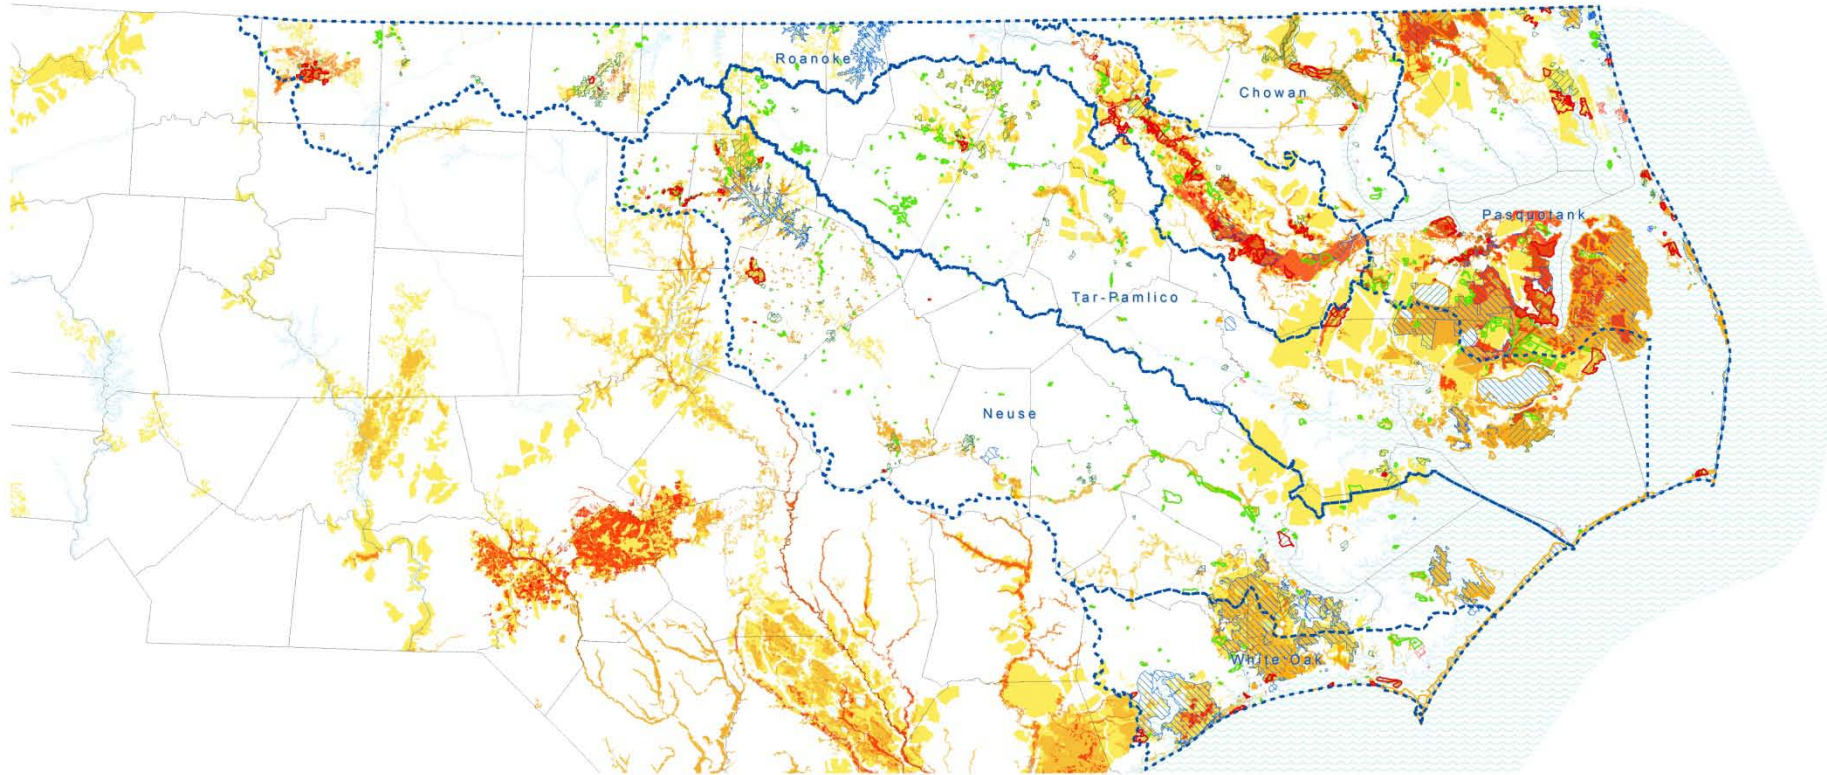 Roanoke
Chowan
Pasquotank
Tar-Pamlico
Neuse
White Oak